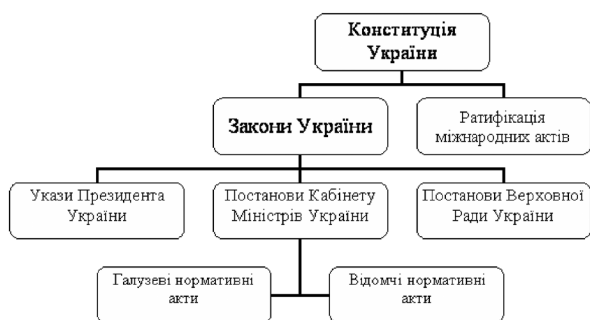 Конституція
України
Закони України
Ратифікація
міжнародних актів
Укази Президента
України
Постанови Кабінету
Міністрів України
Постанови Верховної
Ради України
Галузеві нормативні
акти
Відомчі нормативні
акти